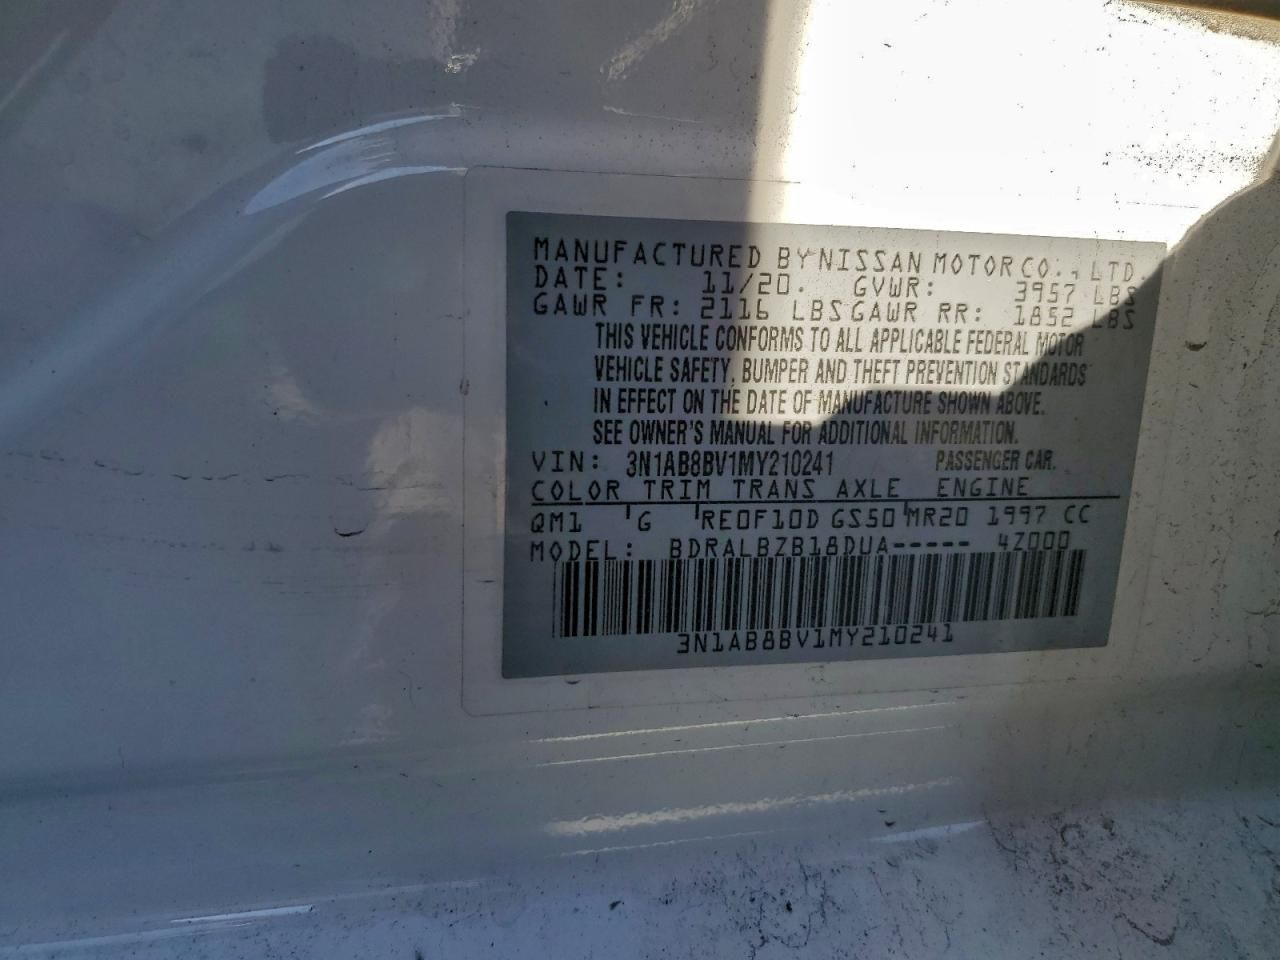 MANUFACTURED BY NISSAN MOTOR CO., LTD.
DATE: 11/20. GVWR: 3957 LBS
GAWR FR: 2116 LBS GAWR RR: 1852 LBS
THIS VEHICLE CONFORMS TO ALL APPLICABLE FEDERAL MOTOR
VEHICLE SAFETY, BUMPER AND THEFT PREVENTION STANDARDS
IN EFFECT ON THE DATE OF MANUFACTURE SHOWN ABOVE.
SEE OWNER'S MANUAL FOR ADDITIONAL INFORMATION.
VIN: 3N1AB8BV1MY210241 PASSENGER CAR.
COLOR TRIM TRANS AXLE ENGINE
QM1 G RE0F10D GS50 MR20 1997 CC
MODEL: BDRALBZB18DUA----- 4Z000
3N1AB8BV1MY210241